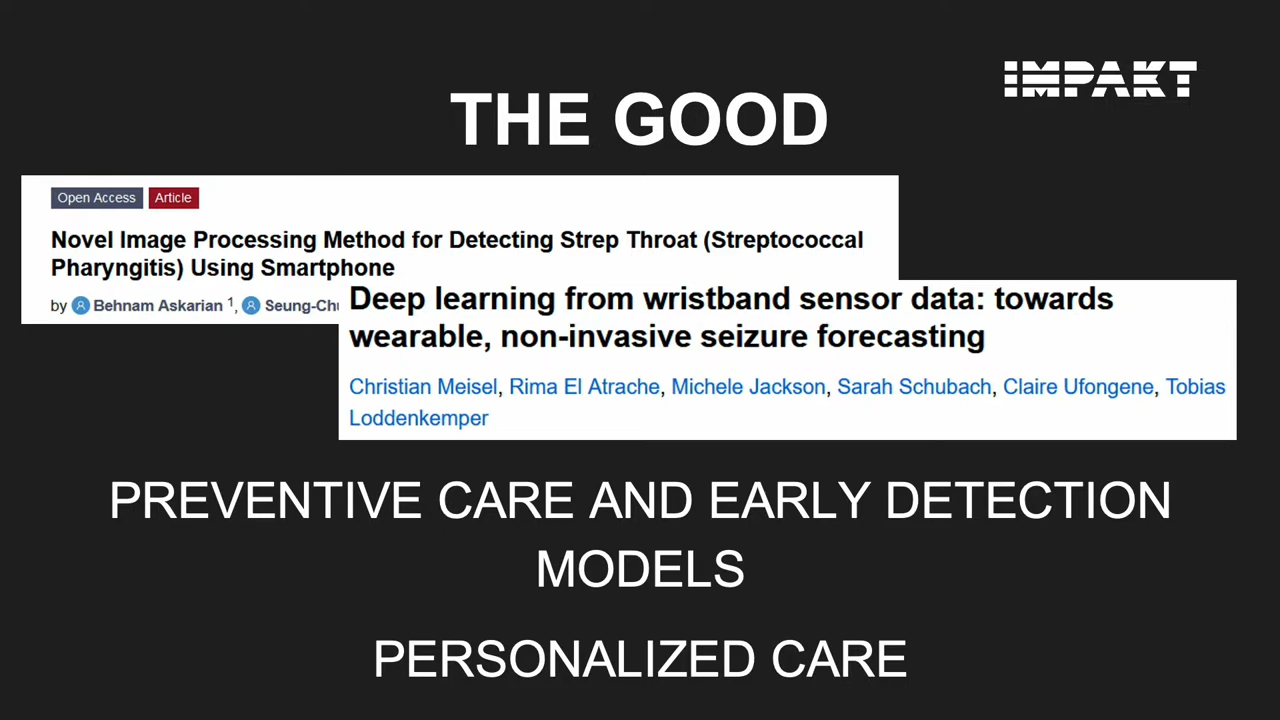 IMPAKT
THE GOOD
Open Access Article
Novel Image Processing Method for Detecting Strep Throat (Streptococcal
Pharyngitis) Using Smartphone
by Behnam Askarian 1, 
Deep learning from wristband sensor data: towards
wearable, non-invasive seizure forecasting
Christian Meisel, Rima El Atrache, Michele Jackson, Sarah Schubach, Claire Ufongene, Tobias
Loddenkemper
PREVENTIVE CARE AND EARLY DETECTION
MODELS
PERSONALIZED CARE